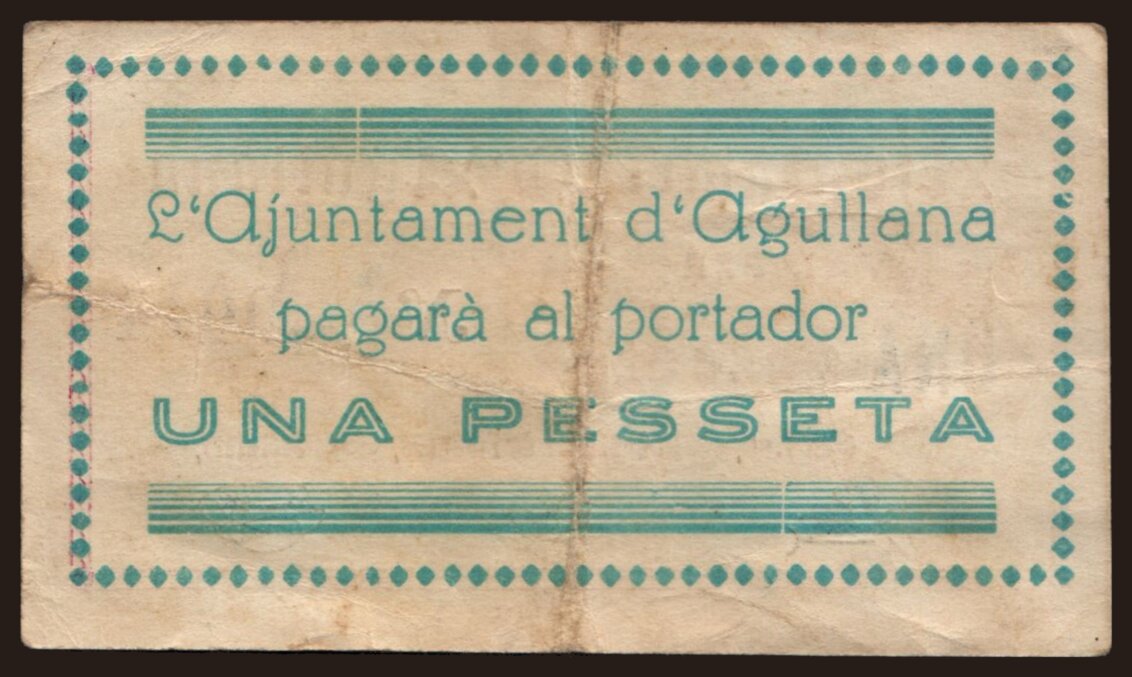 L'Ajuntament d'Agullana
pagarà al portador
UNA PESSETA